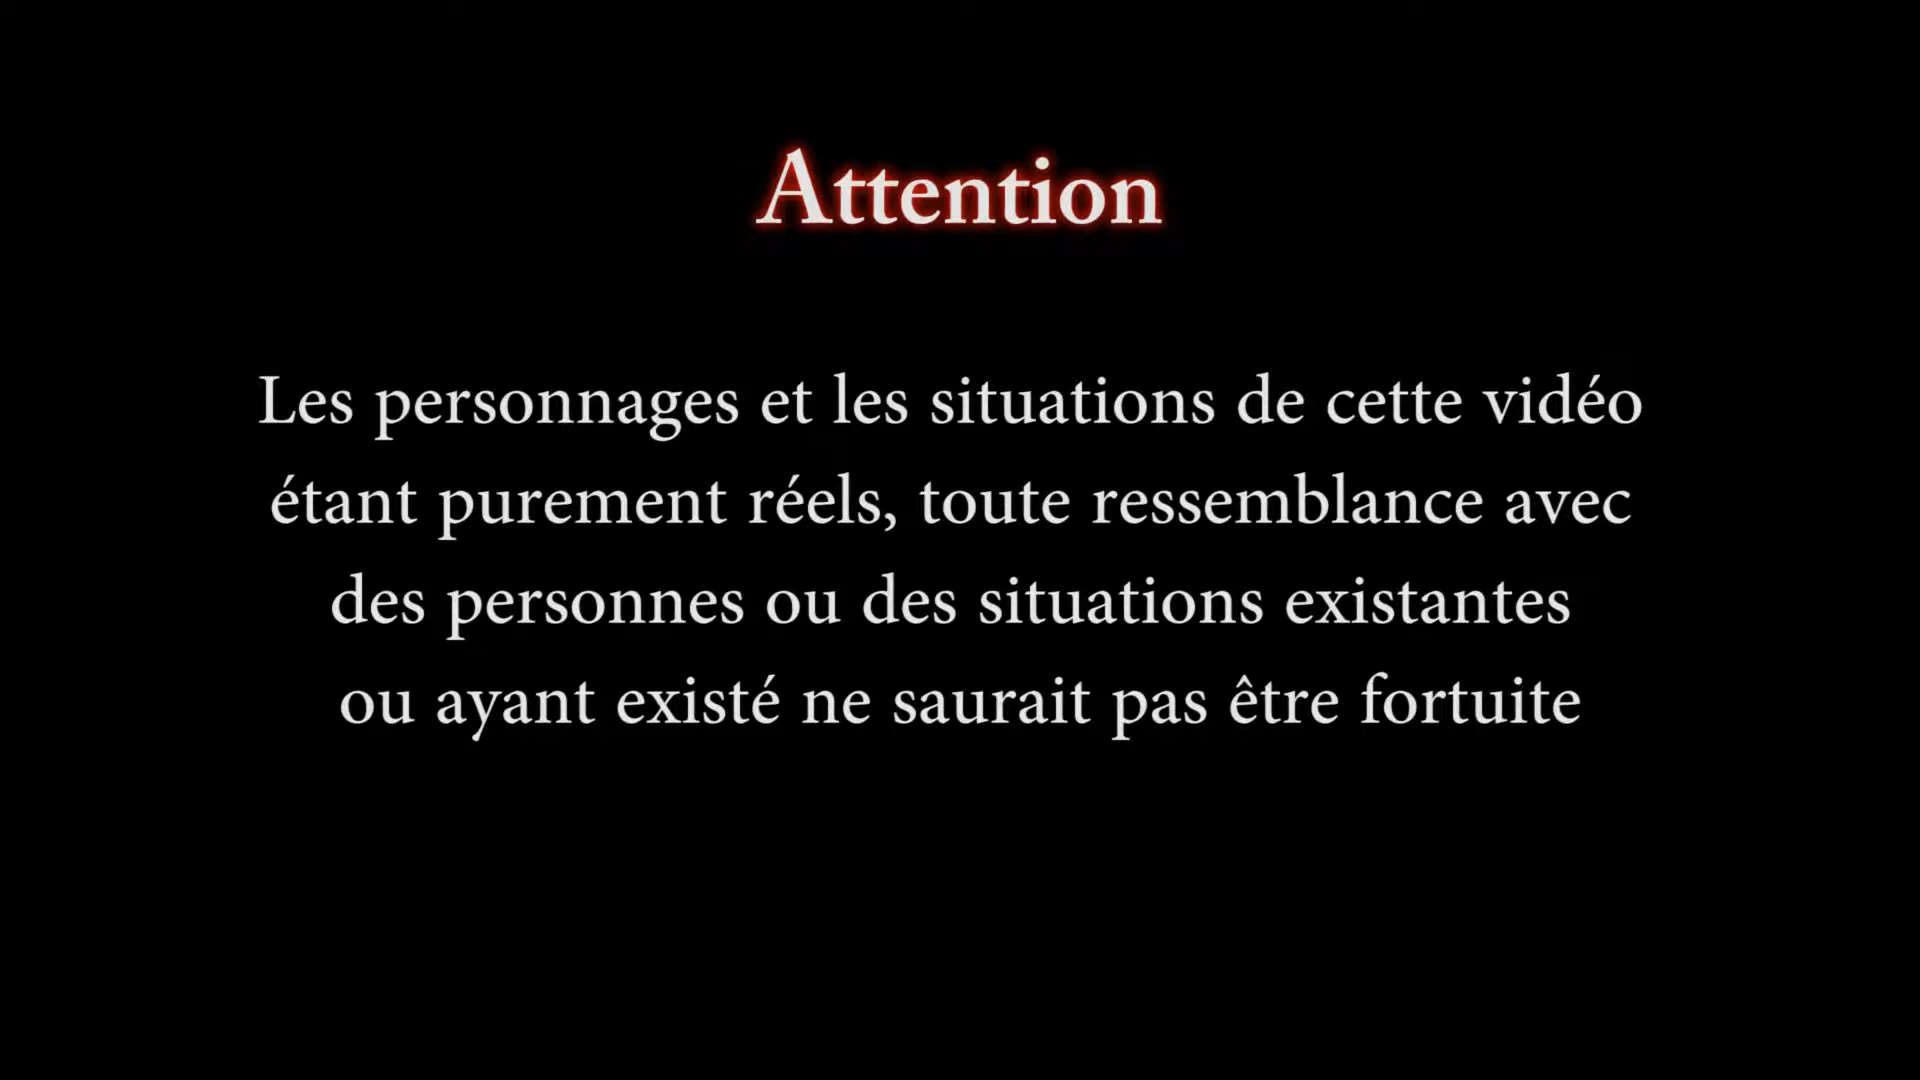 Attention
Les personnages et les situations de cette vidéo
étant purement réels, toute ressemblance avec
des personnes ou des situations existantes
ou ayant existé ne saurait pas être fortuite